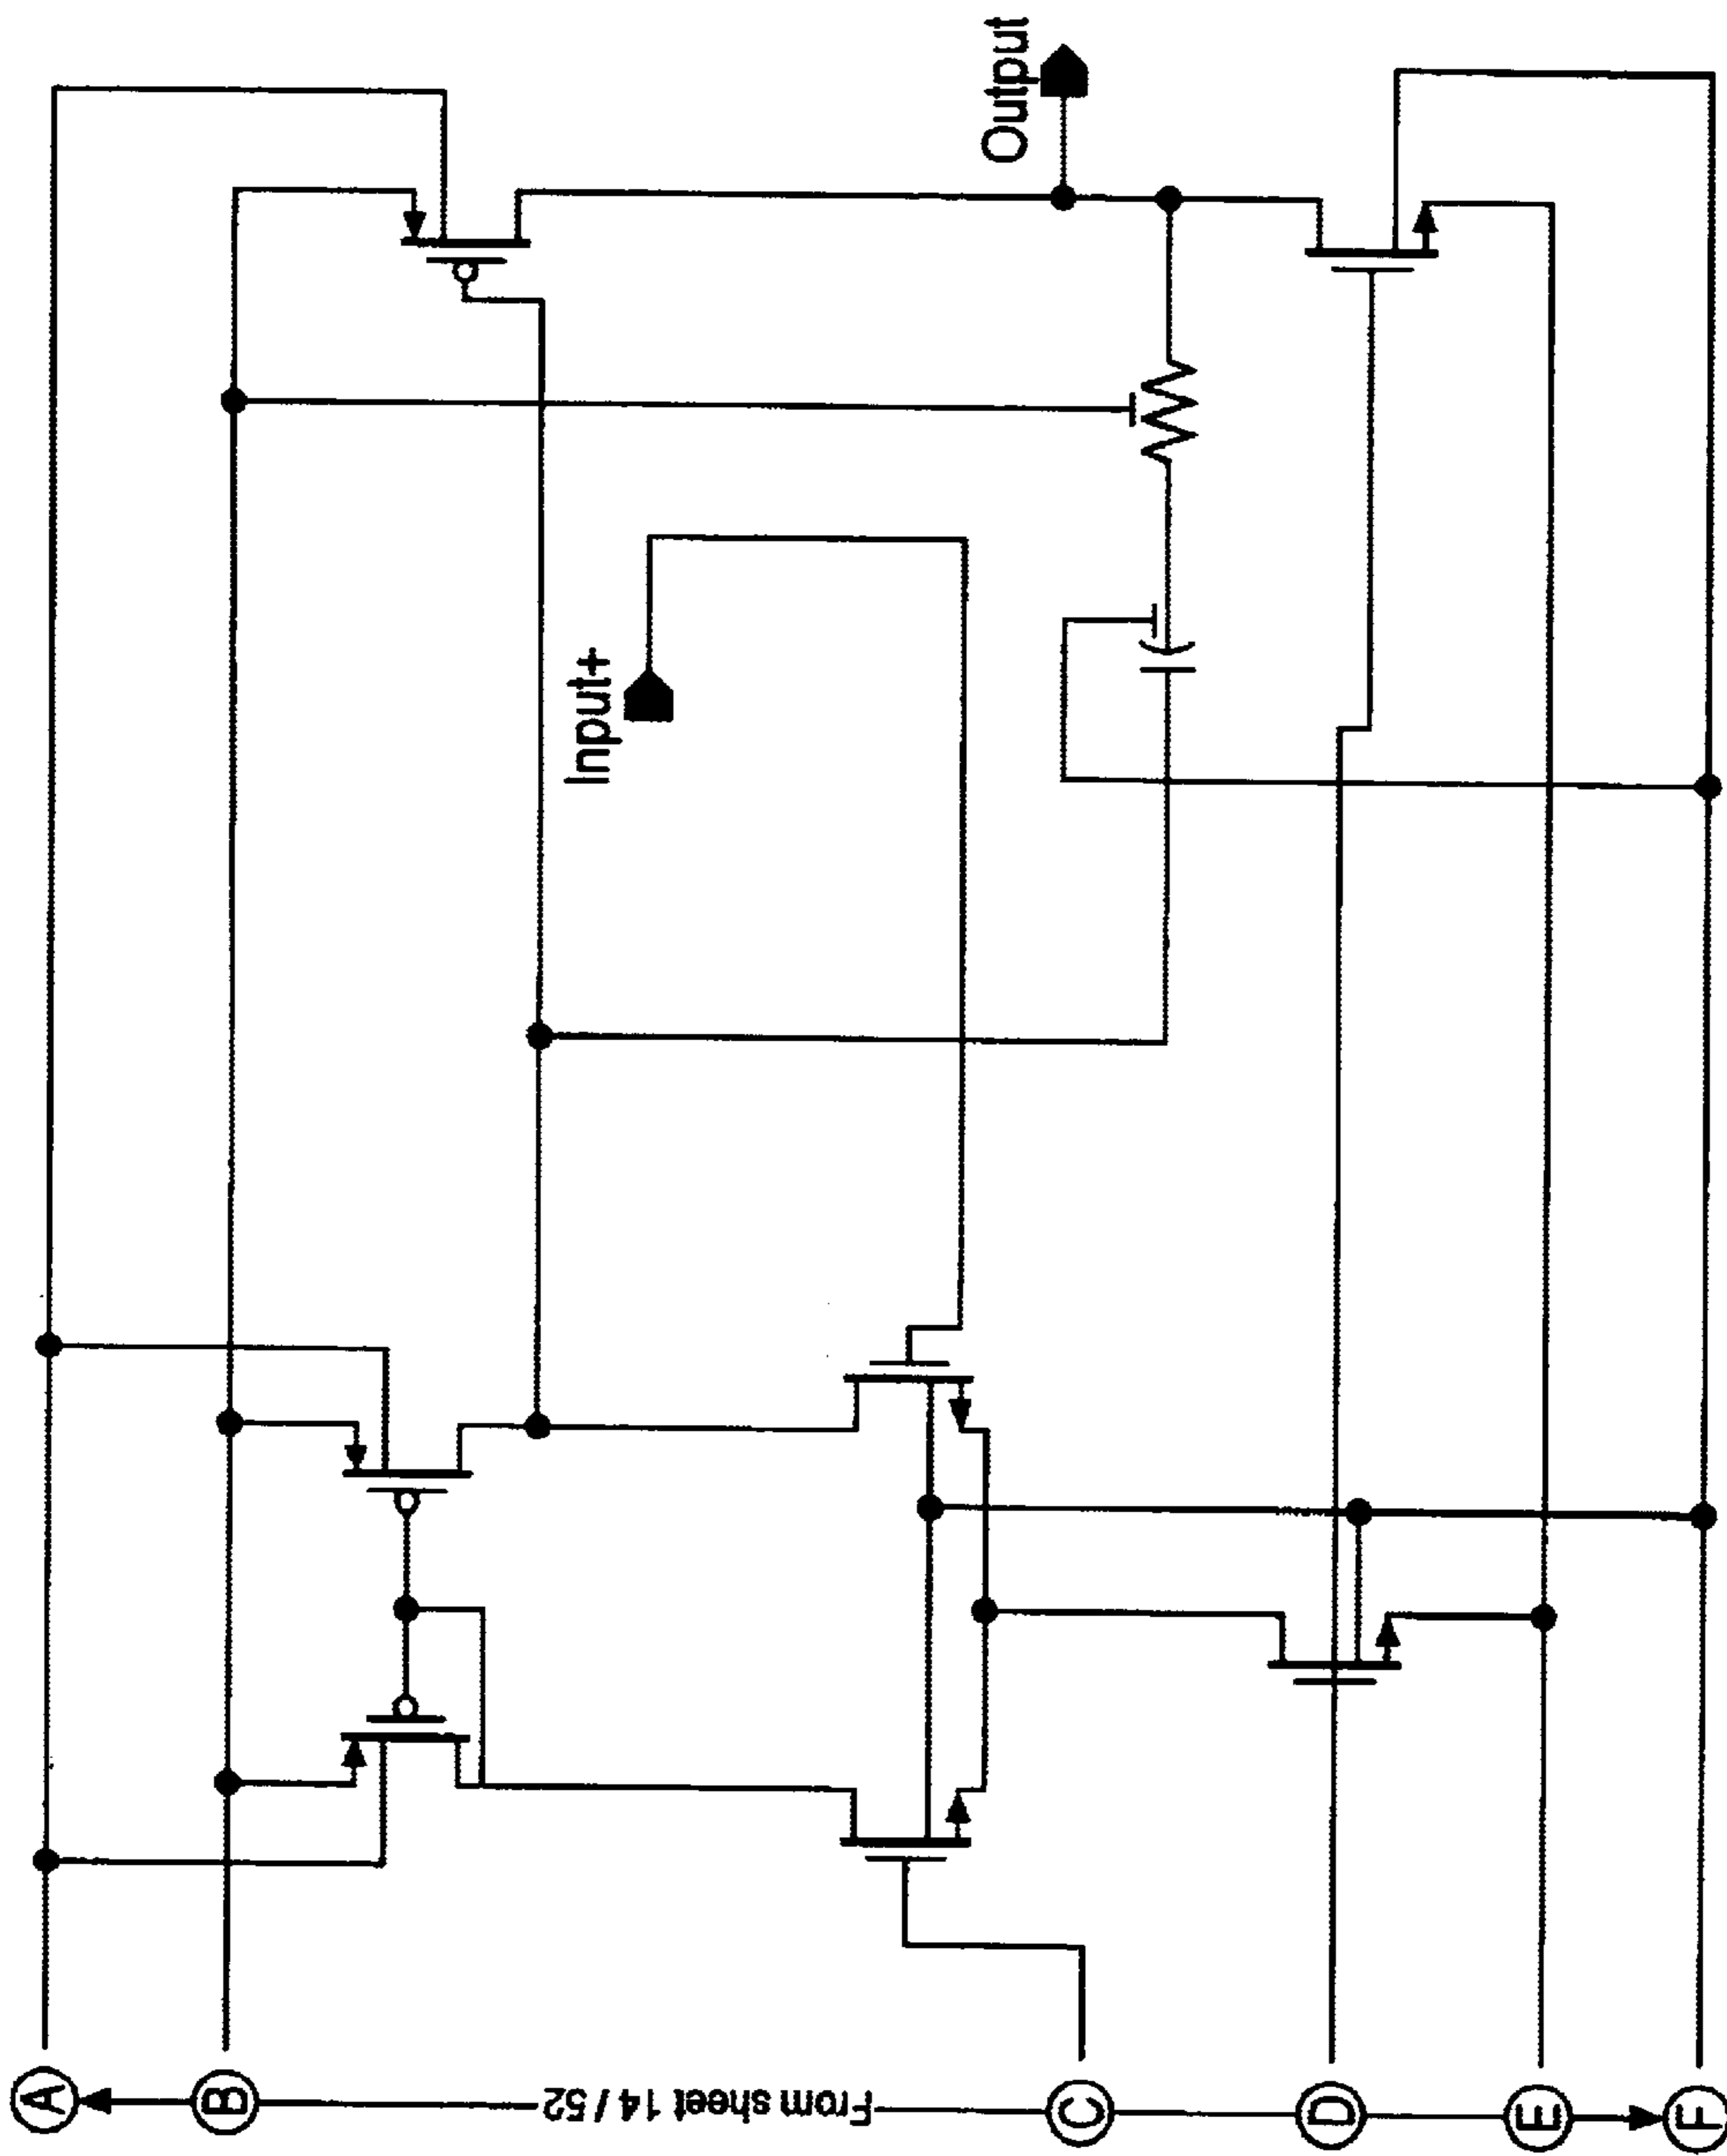 Output
Input+
A
B
From sheet 14 / 52
C
D
E
F